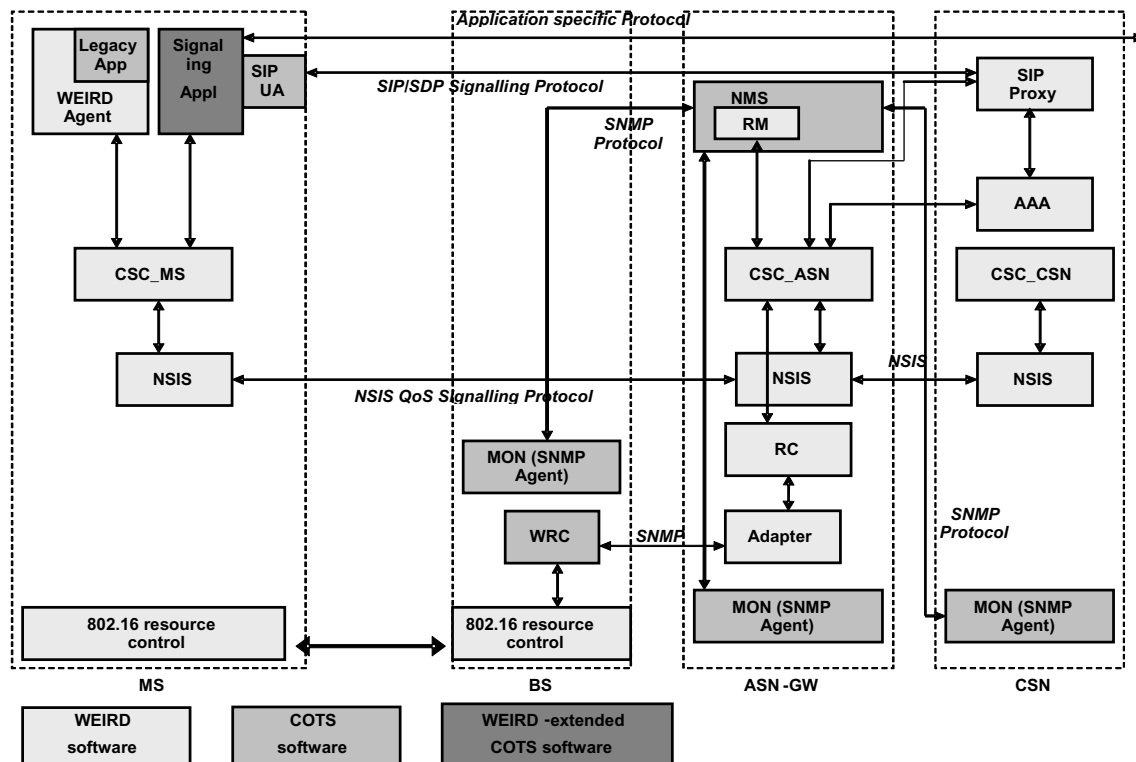 Application specific Protocol
Legacy
App
WEIRD
Agent
Signal
ing
Appl
SIP
UA
SIP/SDP Signalling Protocol
SIP
Proxy
NMS
RM
SNMP
Protocol
AAA
CSC_MS
CSC_ASN
CSC_CSN
NSIS
NSIS QoS Signalling Protocol
NSIS
NSIS
NSIS
MON (SNMP
Agent)
RC
WRC
SNMP
Adapter
SNMP
Protocol
802.16 resource
control
802.16 resource
control
MON (SNMP
Agent)
MON (SNMP
Agent)
MS
BS
ASN -GW
CSN
WEIRD
software
COTS
software
WEIRD -extended
COTS software